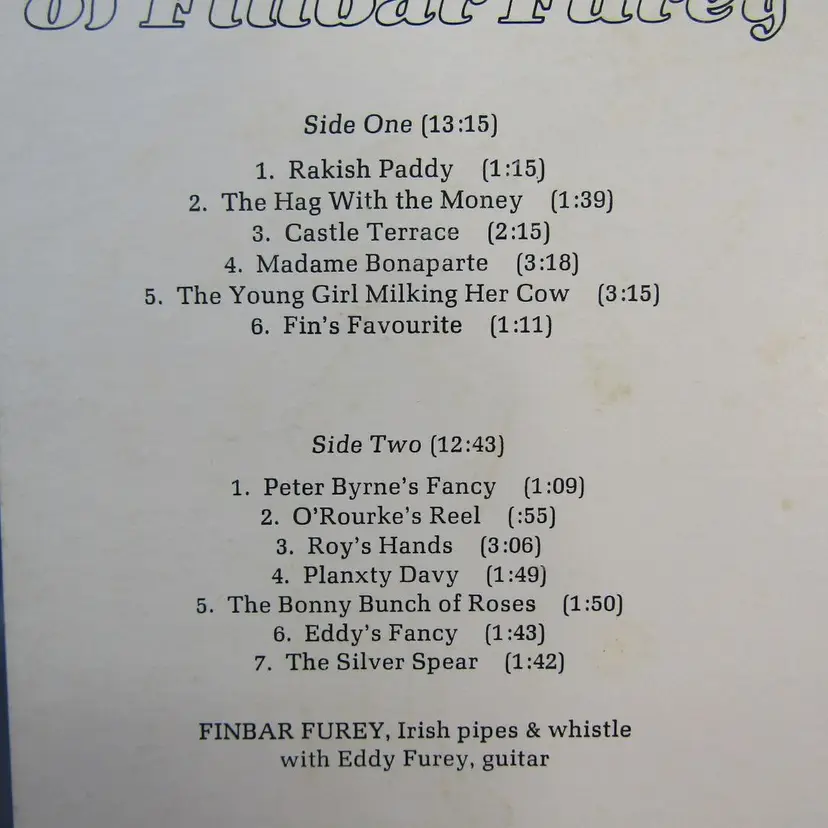 of Finbar Furey
Side One (13:15)
1. Rakish Paddy (1:15)
2. The Hag With the Money (1:39)
3. Castle Terrace (2:15)
4. Madame Bonaparte (3:18)
5. The Young Girl Milking Her Cow (3:15)
6. Fin's Favourite (1:11)
Side Two (12:43)
1. Peter Byrne's Fancy (1:09)
2. O'Rourke's Reel (:55)
3. Roy's Hands (3:06)
4. Planxty Davy (1:49)
5. The Bonny Bunch of Roses (1:50)
6. Eddy's Fancy (1:43)
7. The Silver Spear (1:42)
FINBAR FUREY, Irish pipes & whistle
with Eddy Furey, guitar